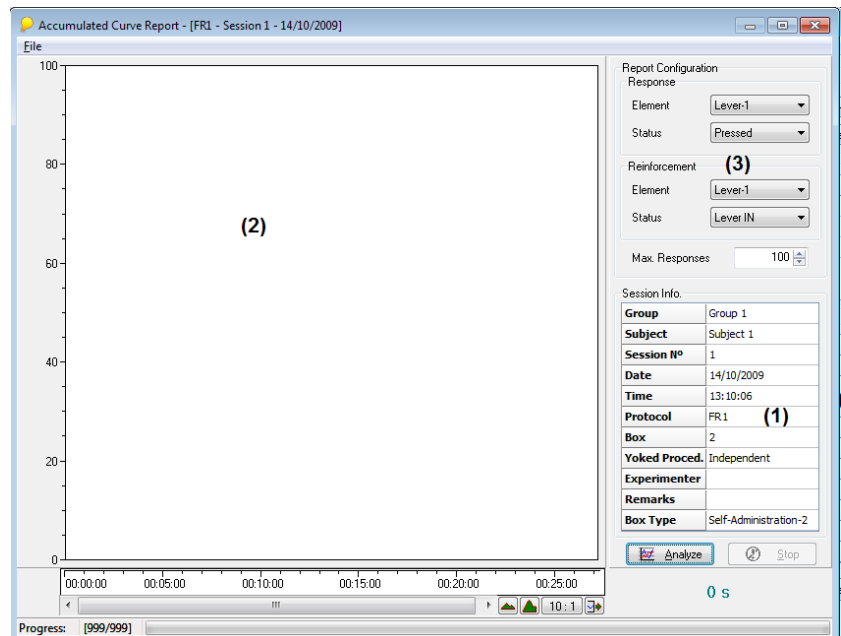 Accumulated Curve Report - [FR1 - Session 1 - 14/10/2009]
File
100
80
60
40
20
0
(2)
00:00:00 00:05:00 00:10:00 00:15:00 00:20:00 00:25:00
10 : 1
Report Configuration
Response
Element Lever-1
Status Pressed
(3)
Reinforcement
Element Lever-1
Status Lever IN
Max. Responses 100
Session Info.
Group Group 1
Subject Subject 1
Session Nº 1
Date 14/10/2009
Time 13:10:06
Protocol FR1 (1)
Box 2
Yoked Proced. Independent
Experimenter
Remarks
Box Type Self-Administration-2
Analyze Stop
0 s
Progress: [999/999]